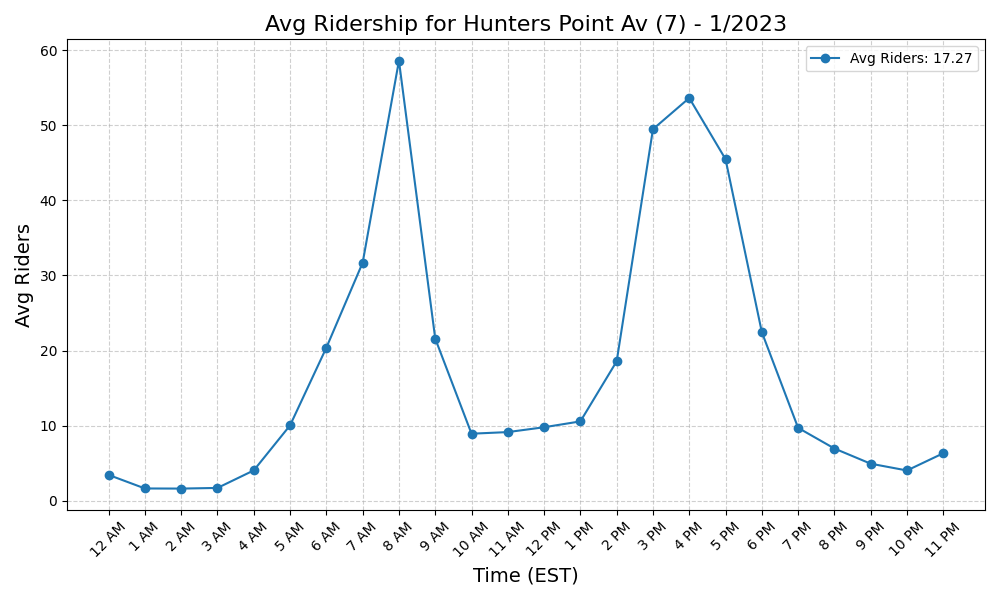 Avg Ridership for Hunters Point Av (7) - 1/2023
Avg Riders: 17.27
Avg Riders
60
50
40
30
20
10
0
12 AM
1 AM
2 AM
3 AM
4 AM
5 AM
6 AM
7 AM
8 AM
9 AM
10 AM
11 AM
12 PM
1 PM
2 PM
3 PM
4 PM
5 PM
6 PM
7 PM
8 PM
9 PM
10 PM
11 PM
Time (EST)